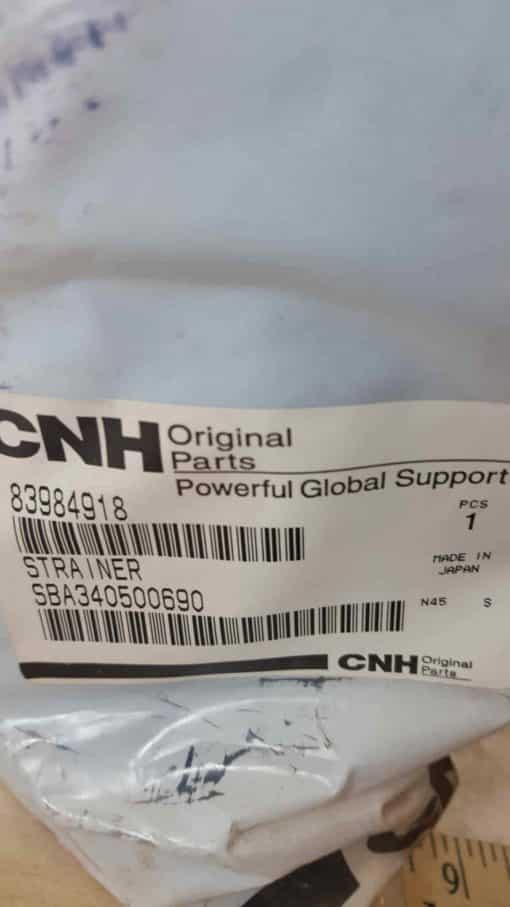 CNH Original
Parts
Powerful Global Support
83984918
PCS
1
STRAINER
MADE IN
JAPAN
SBA340500690
N45 S
CNH Original
Parts
9